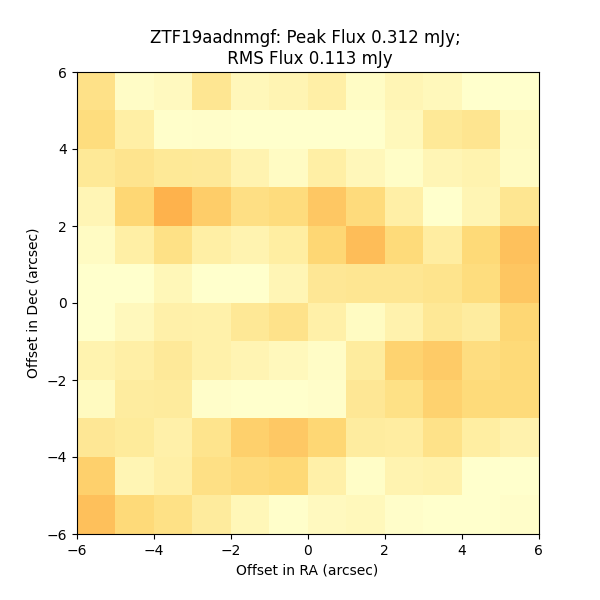 ZTF19aadnmgf: Peak Flux 0.312 mJy;
RMS Flux 0.113 mJy
6
4
2
0
−2
−4
−6
Offset in Dec (arcsec)
−6 −4 −2 0 2 4 6
Offset in RA (arcsec)